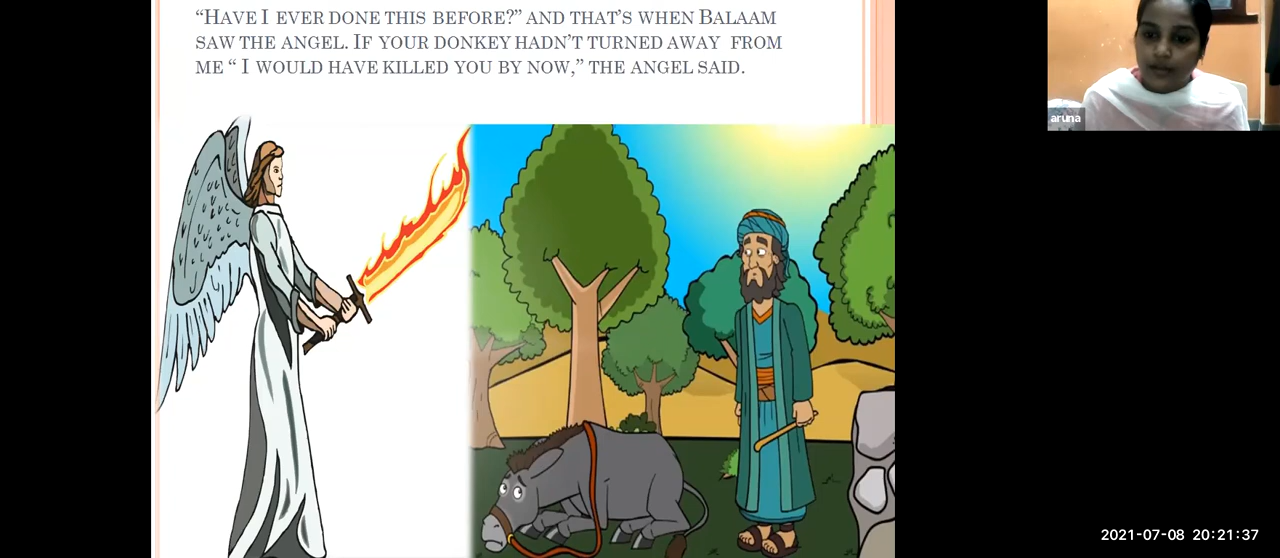 “HAVE I EVER DONE THIS BEFORE?” AND THAT’S WHEN BALAAM
SAW THE ANGEL. IF YOUR DONKEY HADN’T TURNED AWAY FROM
ME “ I WOULD HAVE KILLED YOU BY NOW,” THE ANGEL SAID.
aruna
2021-07-08 20:21:37